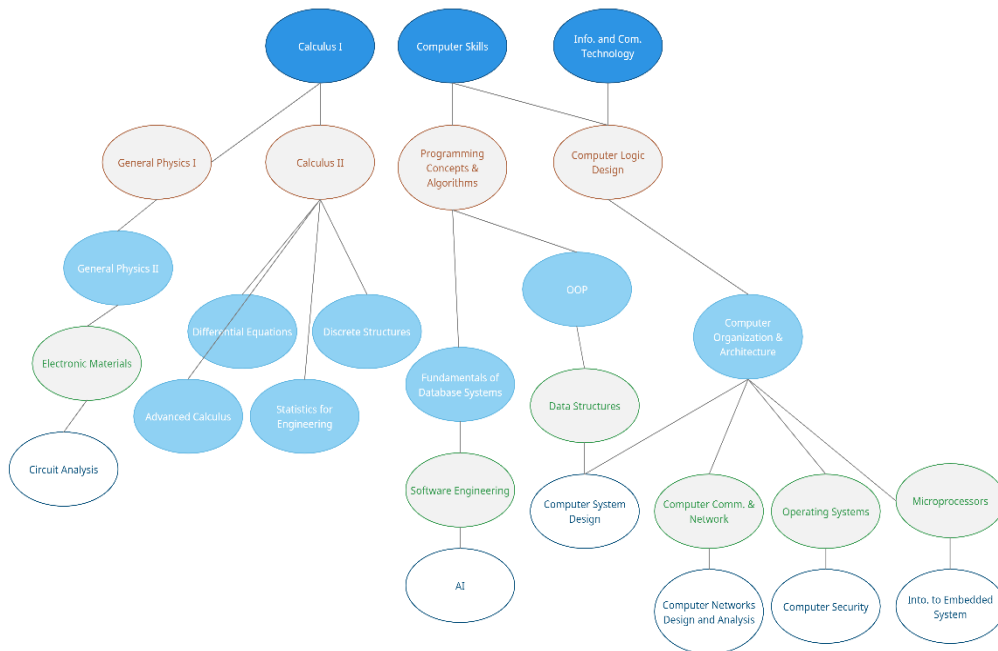 Calculus I
Computer Skills
Info. and Com.
Technology
General Physics I
Calculus II
Programming
Concepts &
Algorithms
Computer Logic
Design
General Physics II
OOP
Differential Equations
Discrete Structures
Computer
Organization &
Architecture
Electronic Materials
Fundamentals of
Database Systems
Advanced Calculus
Statistics for
Engineering
Data Structures
Circuit Analysis
Software Engineering
Computer System
Design
Computer Comm. &
Network
Operating Systems
Microprocessors
AI
Computer Networks
Design and Analysis
Computer Security
Into. to Embedded
System